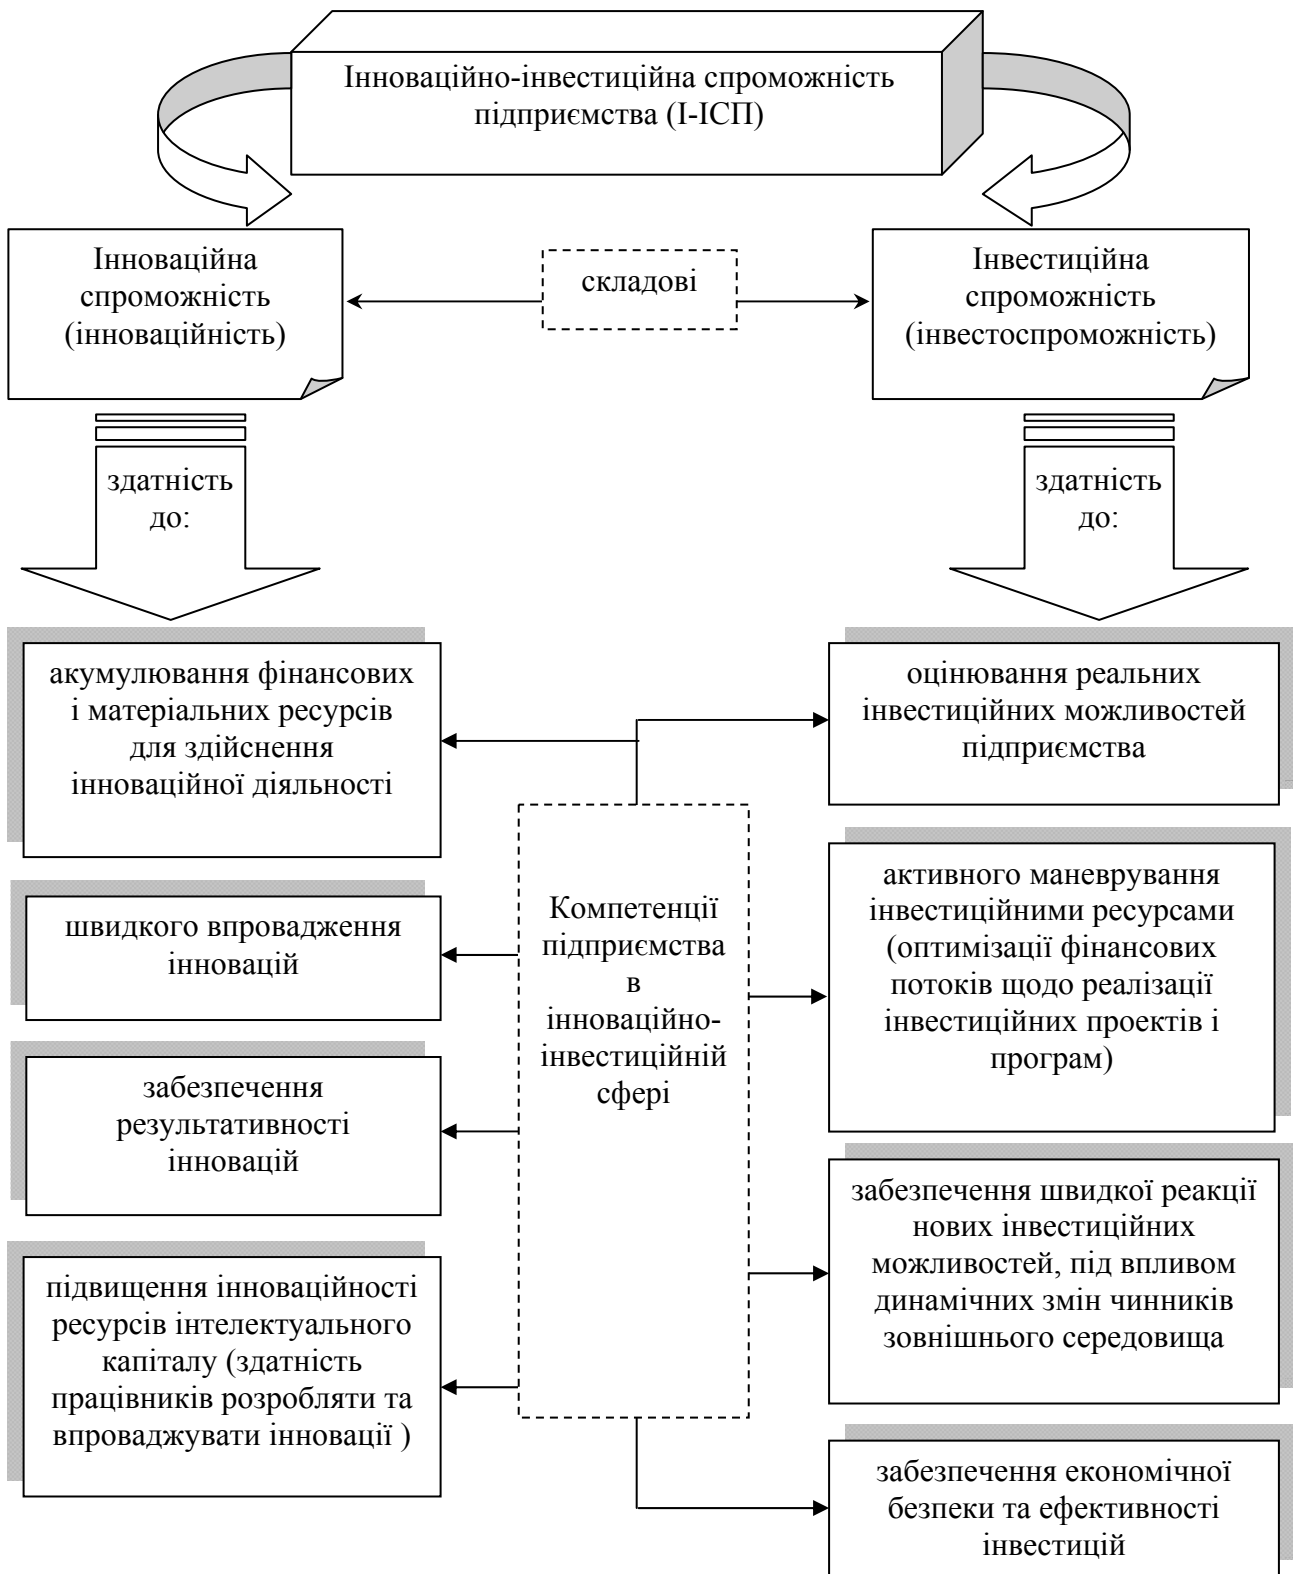 Інноваційно-інвестиційна спроможність
підприємства (І-ІСП)
Інноваційна
спроможність
(інноваційність)
складові
Інвестиційна
спроможність
(інвестоспроможність)
здатність
до:
здатність
до:
акумулювання фінансових
і матеріальних ресурсів
для здійснення
інноваційної діяльності
швидкого впровадження
інновацій
забезпечення
результативності
інновацій
підвищення інноваційності
ресурсів інтелектуального
капіталу (здатність
працівників розробляти та
впроваджувати інновації )
Компетенції
підприємства
в
інноваційно-
інвестиційній
сфері
оцінювання реальних
інвестиційних можливостей
підприємства
активного маневрування
інвестиційними ресурсами
(оптимізації фінансових
потоків щодо реалізації
інвестиційних проектів і
програм)
забезпечення швидкої реакції
нових інвестиційних
можливостей, під впливом
динамічних змін чинників
зовнішнього середовища
забезпечення економічної
безпеки та ефективності
інвестицій